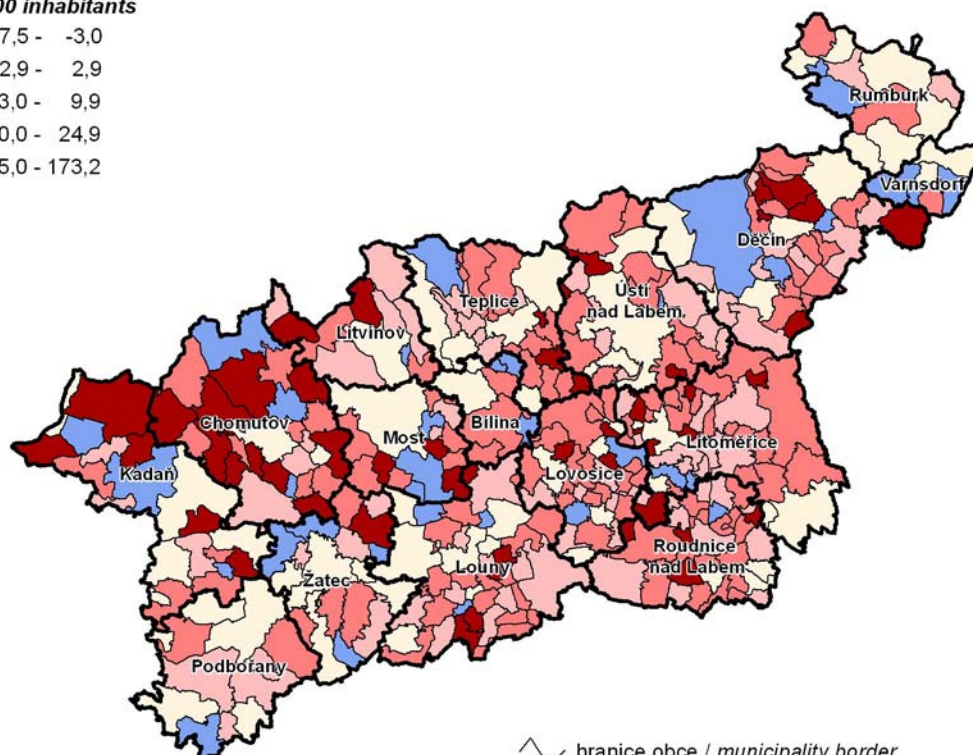 00 inhabitants
7,5 - -3,0
2,9 - 2,9
3,0 - 9,9
0,0 - 24,9
5,0 - 173,2
Rumburk
Varnsdorf
Děčín
Ústí
nad Labem
Teplice
Litvínov
Chomutov
Most
Bílina
Litoměřice
Lovosice
Kadaň
Roudnice
nad Labem
Louny
Žatec
Podbořany
hranice obce / municipality border